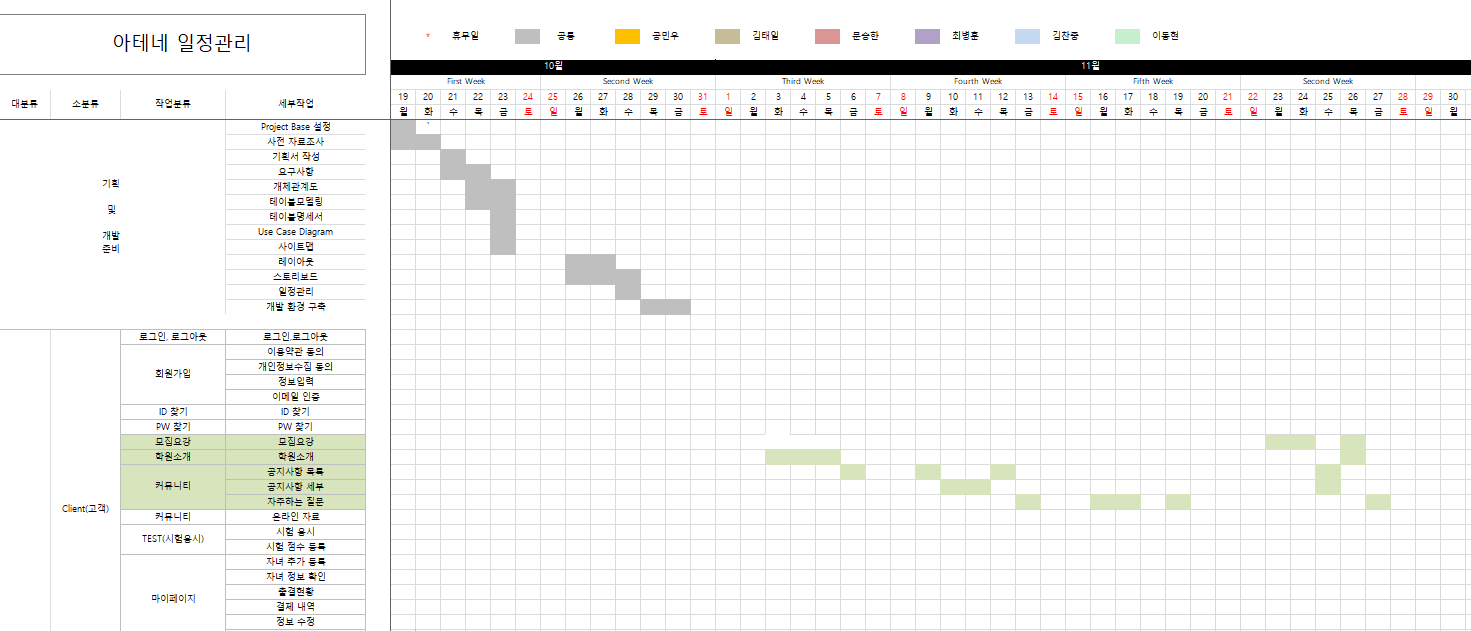 아테네 일정관리
* 휴무일 공통 공민우 김태일 문승한 최병훈 김찬중 이동현
10월 11월
First Week Second Week Third Week Fourth Week Fifth Week Second Week
대분류 소분류 작업분류 세부작업
19 20 21 22 23 24 25 26 27 28 29 30 31 1 2 3 4 5 6 7 8 9 10 11 12 13 14 15 16 17 18 19 20 21 22 23 24 25 26 27 28 29 30
월 화 수 목 금 토 일 월 화 수 목 금 토 일 월 화 수 목 금 토 일 월 화 수 목 금 토 일 월 화 수 목 금 토 일 월 화 수 목 금 토 일 월
기획
및
개발
준비
Project Base 설정
사전 자료조사
기획서 작성
요구사항
개체관계도
테이블모델링
테이블명세서
Use Case Diagram
사이트맵
레이아웃
스토리보드
일정관리
개발 환경 구축
Client(고객)
로그인, 로그아웃 로그인,로그아웃
회원가입
이용약관 동의
개인정보수집 동의
정보입력
이메일 인증
ID 찾기 ID 찾기
PW 찾기 PW 찾기
모집요강 모집요강
학원소개 학원소개
커뮤니티
공지사항 목록
공지사항 세부
자주하는 질문
커뮤니티 온라인 자료
TEST(시험응시)
시험 응시
시험 점수 등록
마이페이지
자녀 추가 등록
자녀 정보 확인
출결현황
결제 내역
정보 수정